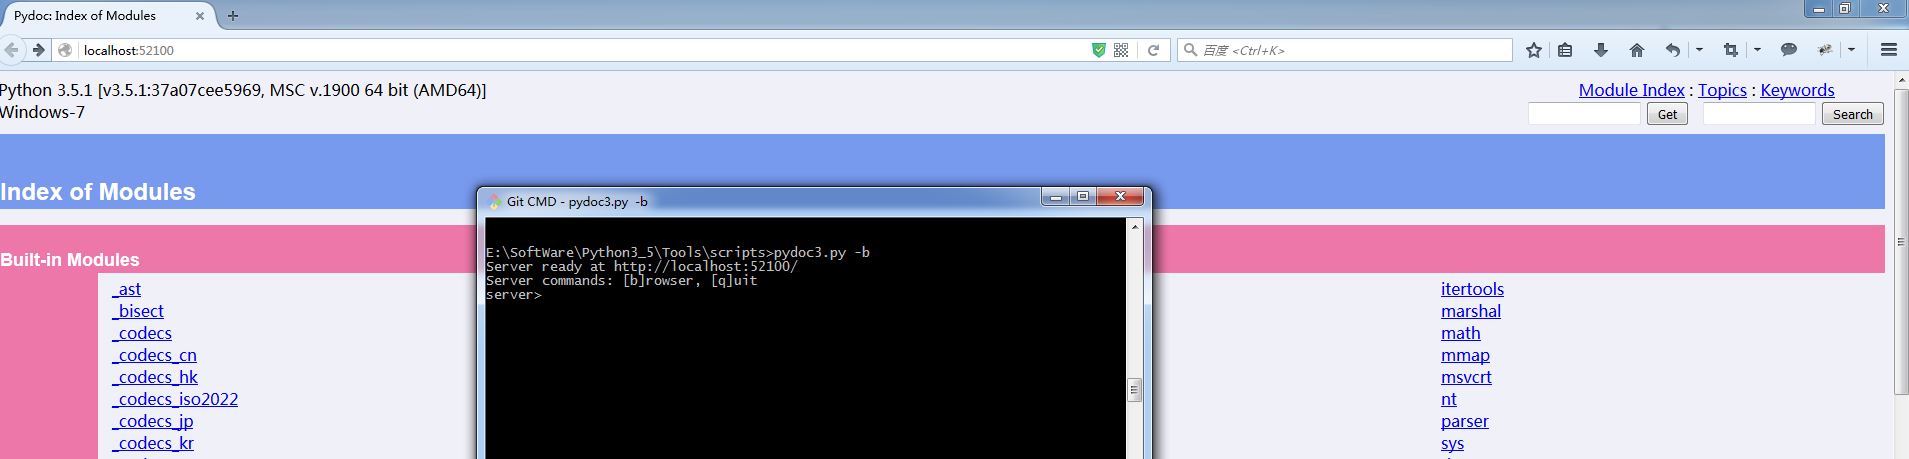 Pydoc: Index of Modules
localhost:52100
百度 <Ctrl+K>
Python 3.5.1 [v3.5.1:37a07cee5969, MSC v.1900 64 bit (AMD64)]
Windows-7
Module Index : Topics : Keywords
Get
Search
Index of Modules
Built-in Modules
_ast
_bisect
_codecs
_codecs_cn
_codecs_hk
_codecs_iso2022
_codecs_jp
_codecs_kr
Git CMD - pydoc3.py  -b
E:\SoftWare\Python3_5\Tools\scripts>pydoc3.py -b
Server ready at http://localhost:52100/
Server commands: [b]rowser, [q]uit
server>
itertools
marshal
math
mmap
msvcrt
nt
parser
sys